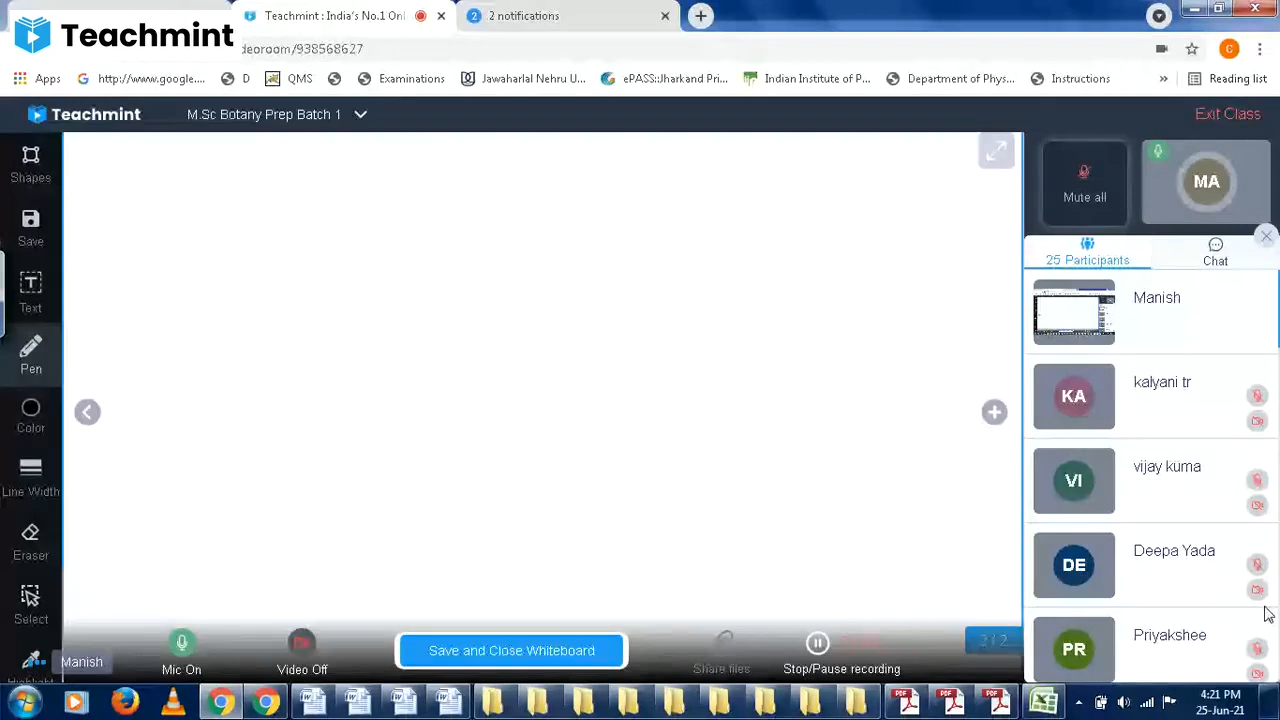 Teachmint : India's No.1 Onl
2 2 notifications
Teachmint
deoroom/938568627
G
Apps
http://www.google....
D
QMS
Examinations
Jawaharlal Nehru U...
ePASS::Jharkand Pri...
Indian Institute of P...
Department of Phys...
Instructions
»
Reading list
Teachmint
M.Sc Botany Prep Batch 1
Exit Class
Shapes
Save
Text
Pen
Color
Line Width
Eraser
Select
Manish
Mute all
MA
25 Participants
Chat
Manish
KA
kalyani tr
VI
vijay kuma
DE
Deepa Yada
PR
Priyakshee
Mic On
Video Off
Save and Close Whiteboard
Share files
Stop/Pause recording
PDF
PDF
PDF
4:21 PM
25-Jun-21